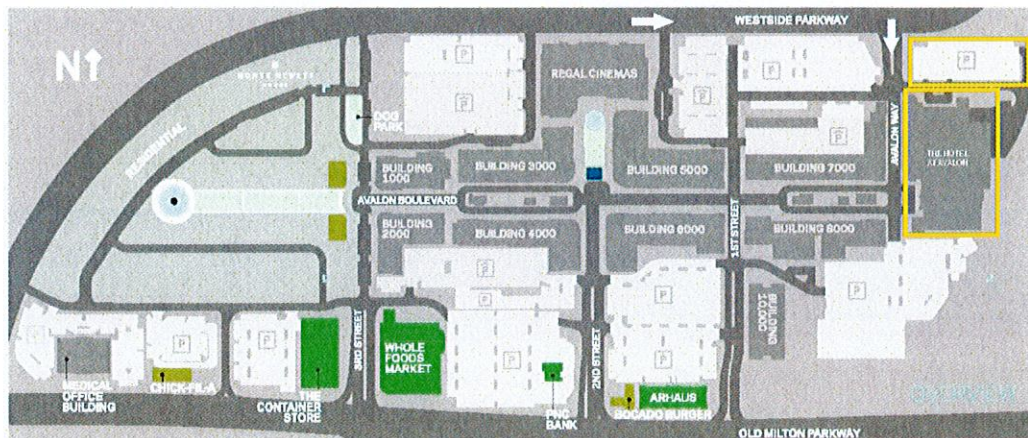 WESTSIDE PARKWAY
N
P
P
P
P
P
P
REGAL CINEMAS
DOG
PARK
RESIDENTIAL
AVALON WAY
THE HOTEL
AT AVALON
BUILDING
1000
BUILDING 3000
BUILDING 5000
BUILDING 7000
AVALON BOULEVARD
BUILDING
2000
BUILDING 4000
BUILDING 6000
BUILDING 8000
1ST STREET
P
P
P
P
BUILDING
10,000
3RD STREET
2ND STREET
P
P
P
P
P
WHOLE
FOODS
MARKET
MEDICAL
OFFICE
BUILDING
CHICK-FIL-A
THE
CONTAINER
STORE
PNC
BANK
BOCADO BURGER
ARHAUS
OVERVIEW
OLD MILTON PARKWAY